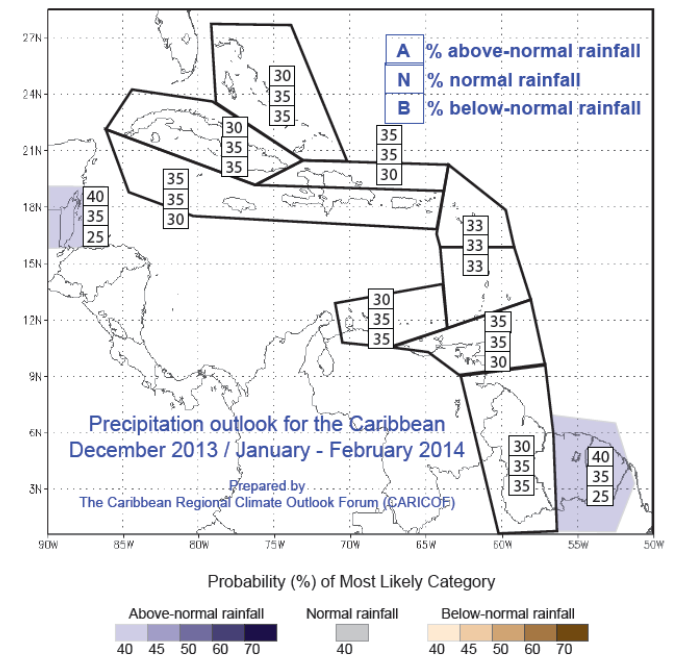 27N
24N
21N
18N
15N
12N
9N
6N
3N
A % above-normal rainfall
N % normal rainfall
B % below-normal rainfall
30
35
35
30
35
35
35
35
30
35
35
30
40
35
25
33
33
33
30
35
35
35
35
30
30
35
35
40
35
25
Precipitation outlook for the Caribbean
December 2013 / January - February 2014
Prepared by
The Caribbean Regional Climate Outlook Forum (CARICOF)
90W 85W 80W 75W 70W 65W 60W 55W 50W
Probability (%) of Most Likely Category
Above-normal rainfall Normal rainfall Below-normal rainfall
40 45 50 60 70 40 40 45 50 60 70